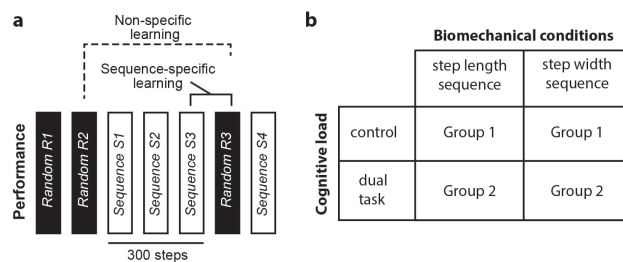 a
Non-specific
learning
Sequence-specific
learning
Performance
Random R1
Random R2
Sequence S1
Sequence S2
Sequence S3
Random R3
Sequence S4
300 steps
b
Biomechanical conditions
step length
sequence
step width
sequence
Cognitive load
control
Group 1
Group 1
dual
task
Group 2
Group 2